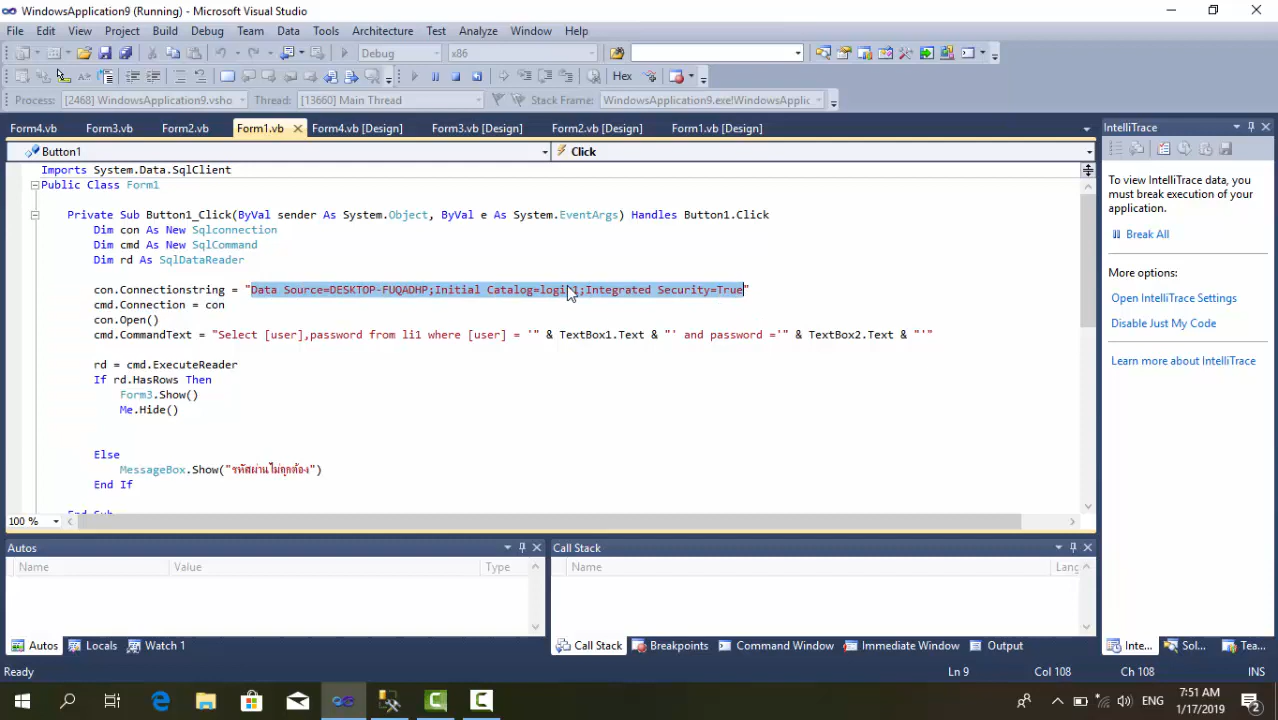 WindowsApplication9 (Running) - Microsoft Visual Studio
File Edit View Project Build Debug Team Data Tools Architecture Test Analyze Window Help
Debug x86
Hex
Process: [2468] WindowsApplication9.vsho Thread: [13660] Main Thread Stack Frame: WindowsApplication9.exe!WindowsApplic
Form4.vb Form3.vb Form2.vb Form1.vb Form4.vb [Design] Form3.vb [Design] Form2.vb [Design] Form1.vb [Design]
IntelliTrace
Button1 Click
Imports System.Data.SqlClient
Public Class Form1
Private Sub Button1_Click(ByVal sender As System.Object, ByVal e As System.EventArgs) Handles Button1.Click
Dim con As New Sqlconnection
Dim cmd As New SqlCommand
Dim rd As SqlDataReader
con.Connectionstring = "Data Source=DESKTOP-FUQADHP;Initial Catalog=login1;Integrated Security=True"
cmd.Connection = con
con.Open()
cmd.CommandText = "Select [user],password from li1 where [user] = '" & TextBox1.Text & "' and password ='" & TextBox2.Text & "'"
rd = cmd.ExecuteReader
If rd.HasRows Then
Form3.Show()
Me.Hide()
Else
MessageBox.Show("รหัสผ่านไม่ถูกต้อง")
End If
End Sub
100 %
To view IntelliTrace data, you
must break execution of your
application.
Break All
More options:
Open IntelliTrace Settings
Disable Just My Code
Learn more about IntelliTrace
Autos
Name Value Type
Call Stack
Name Lang
Autos Locals Watch 1
Call Stack Breakpoints Command Window Immediate Window Output
Inte... Sol... Tea...
Ready Ln 9 Col 108 Ch 108 INS
ENG
7:51 AM
1/17/2019
2